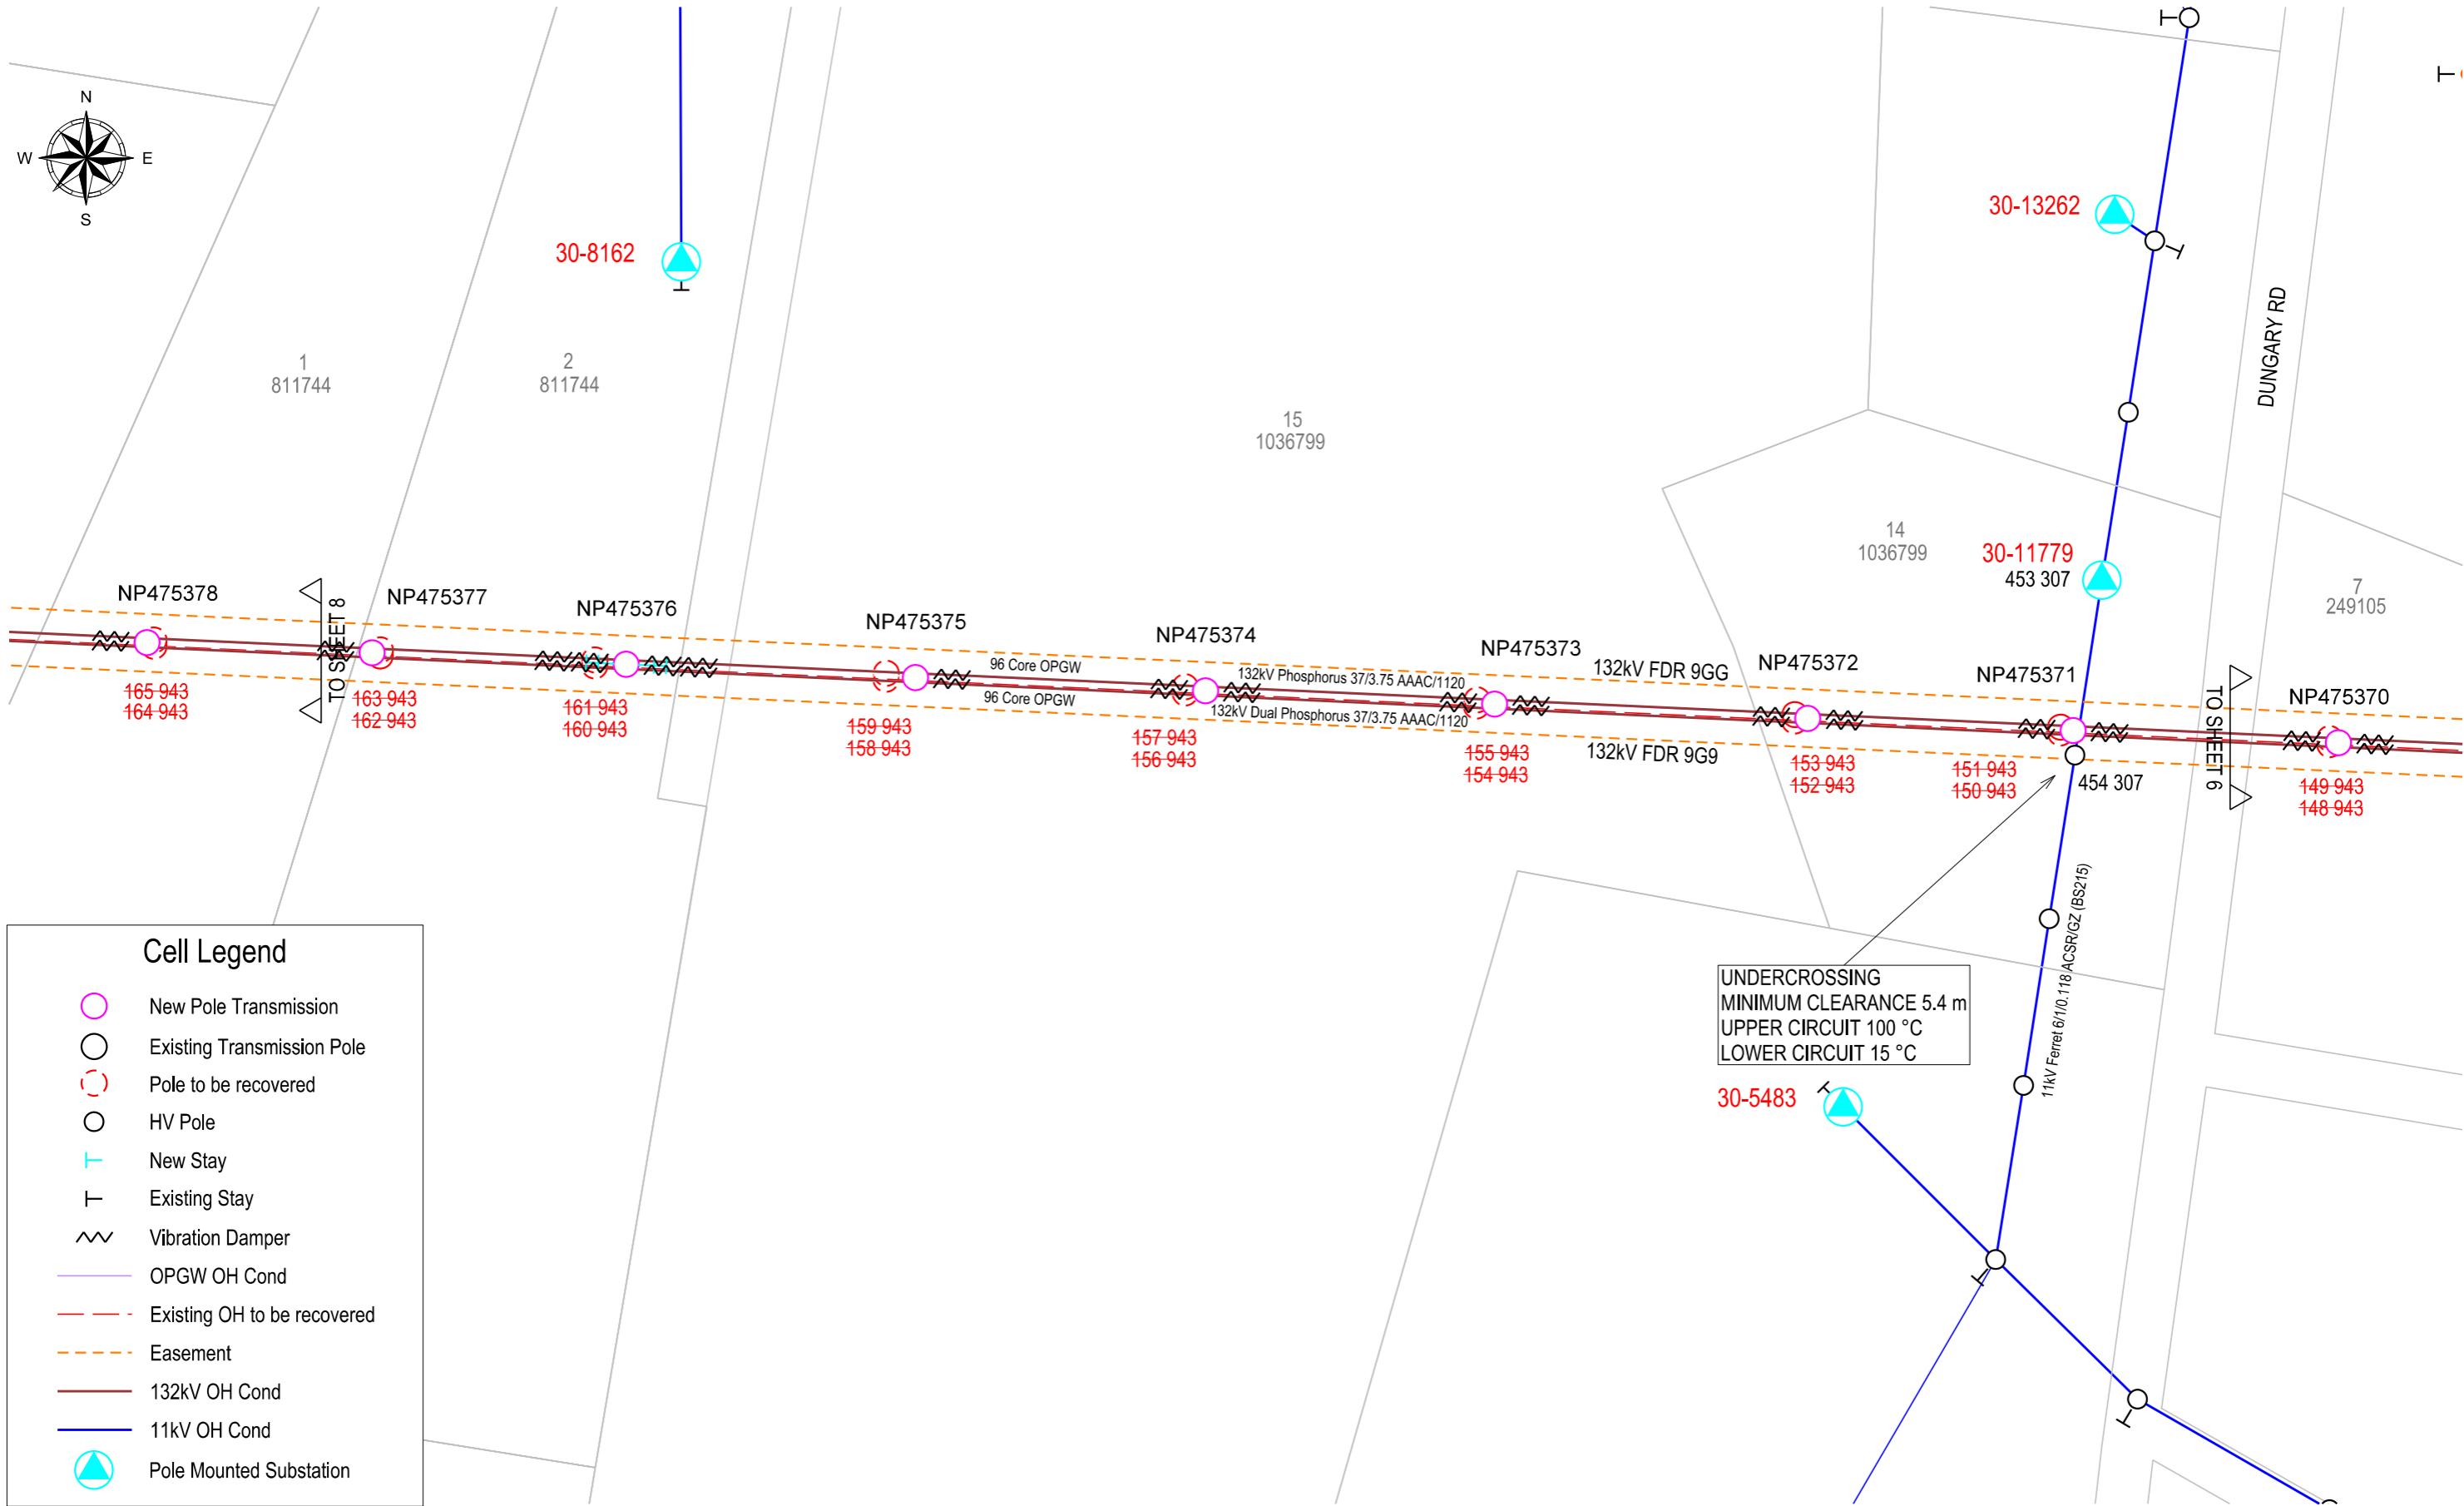 N
W
E
S
30-8162
30-13262
DUNGARY RD
1
811744
2
811744
15
1036799
14
1036799
30-11779
453 307
7
249105
NP475378
TO SHEET 8
NP475377
NP475376
NP475375
NP475374
NP475373
NP475372
NP475371
NP475370
TO SHEET 6
96 Core OPGW
96 Core OPGW
132kV Phosphorus 37/3.75 AAAC/1120
132kV Dual Phosphorus 37/3.75 AAAC/1120
132kV FDR 9GG
132kV FDR 9G9
165 943
164 943
163 943
162 943
161 943
160 943
159 943
158 943
157 943
156 943
155 943
154 943
153 943
152 943
151 943
150 943
454 307
149 943
148 943
11kV Ferret 6/1/0.118 ACSR/GZ (BS215)
UNDERCROSSING
MINIMUM CLEARANCE 5.4 m
UPPER CIRCUIT 100 °C
LOWER CIRCUIT 15 °C
30-5483
Cell Legend
New Pole Transmission
Existing Transmission Pole
Pole to be recovered
HV Pole
New Stay
Existing Stay
Vibration Damper
OPGW OH Cond
Existing OH to be recovered
Easement
132kV OH Cond
11kV OH Cond
Pole Mounted Substation